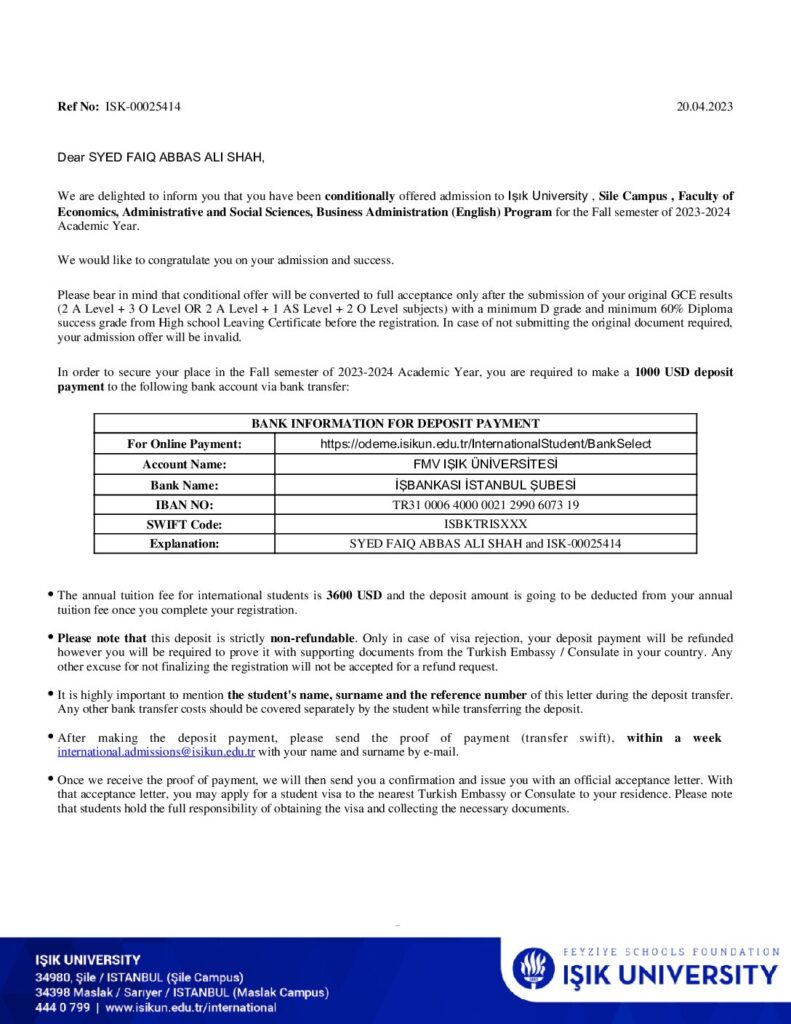 Ref No: ISK-00025414 20.04.2023
Dear SYED FAIQ ABBAS ALI SHAH,
We are delighted to inform you that you have been conditionally offered admission to Işık University , Sile Campus , Faculty of
Economics, Administrative and Social Sciences, Business Administration (English) Program for the Fall semester of 2023-2024
Academic Year.
We would like to congratulate you on your admission and success.
Please bear in mind that conditional offer will be converted to full acceptance only after the submission of your original GCE results
(2 A Level + 3 O Level OR 2 A Level + 1 AS Level + 2 O Level subjects) with a minimum D grade and minimum 60% Diploma
success grade from High school Leaving Certificate before the registration. In case of not submitting the original document required,
your admission offer will be invalid.
In order to secure your place in the Fall semester of 2023-2024 Academic Year, you are required to make a 1000 USD deposit
payment to the following bank account via bank transfer:
BANK INFORMATION FOR DEPOSIT PAYMENT
For Online Payment: https://odeme.isikun.edu.tr/InternationalStudent/BankSelect
Account Name: FMV IŞIK ÜNİVERSİTESİ
Bank Name: İŞBANKASI İSTANBUL ŞUBESİ
IBAN NO: TR31 0006 4000 0021 2990 6073 19
SWIFT Code: ISBKTRISXXX
Explanation: SYED FAIQ ABBAS ALI SHAH and ISK-00025414
• The annual tuition fee for international students is 3600 USD and the deposit amount is going to be deducted from your annual
tuition fee once you complete your registration.
• Please note that this deposit is strictly non-refundable. Only in case of visa rejection, your deposit payment will be refunded
however you will be required to prove it with supporting documents from the Turkish Embassy / Consulate in your country. Any
other excuse for not finalizing the registration will not be accepted for a refund request.
• It is highly important to mention the student's name, surname and the reference number of this letter during the deposit transfer.
Any other bank transfer costs should be covered separately by the student while transferring the deposit.
• After making the deposit payment, please send the proof of payment (transfer swift), within a week
international.admissions@isikun.edu.tr with your name and surname by e-mail.
• Once we receive the proof of payment, we will then send you a confirmation and issue you with an official acceptance letter. With
that acceptance letter, you may apply for a student visa to the nearest Turkish Embassy or Consulate to your residence. Please note
that students hold the full responsibility of obtaining the visa and collecting the necessary documents.
IŞIK UNIVERSITY
34980, Şile / ISTANBUL (Şile Campus)
34398 Maslak / Sarıyer / ISTANBUL (Maslak Campus)
444 0 799 | www.isikun.edu.tr/international
FEYZİYE SCHOOLS FOUNDATION
IŞIK UNIVERSITY